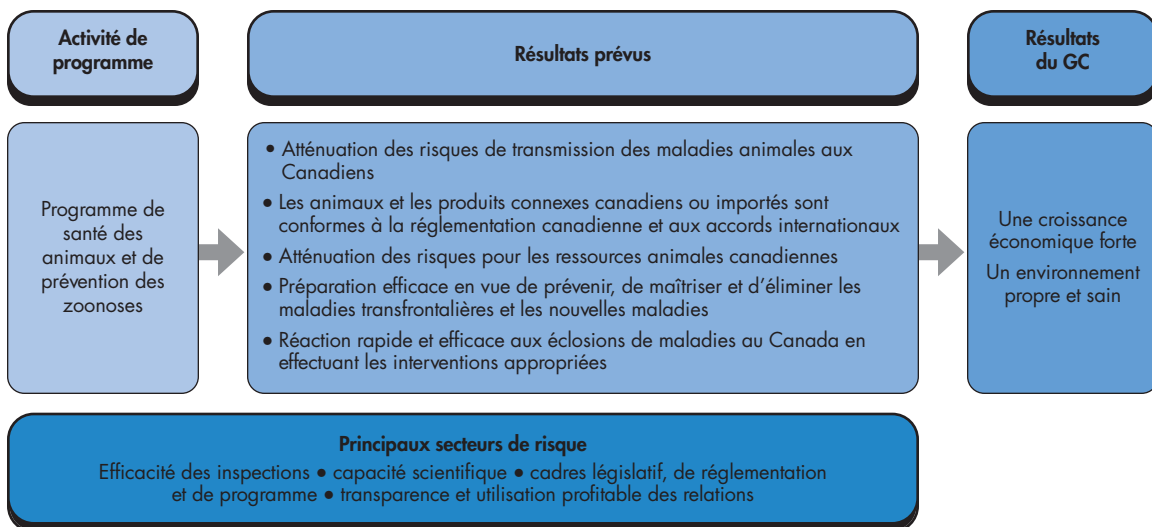 Activité de
programme
Résultats prévus
Résultats
du GC
Programme de
santé des
animaux et de
prévention des
zoonoses
• Atténuation des risques de transmission des maladies animales aux
Canadiens
• Les animaux et les produits connexes canadiens ou importés sont
conformes à la réglementation canadienne et aux accords internationaux
• Atténuation des risques pour les ressources animales canadiennes
• Préparation efficace en vue de prévenir, de maîtriser et d'éliminer les
maladies transfrontalières et les nouvelles maladies
• Réaction rapide et efficace aux éclosions de maladies au Canada en
effectuant les interventions appropriées
Une croissance
économique forte
Un environnement
propre et sain
Principaux secteurs de risque
Efficacité des inspections • capacité scientifique • cadres législatif, de réglementation
et de programme • transparence et utilisation profitable des relations